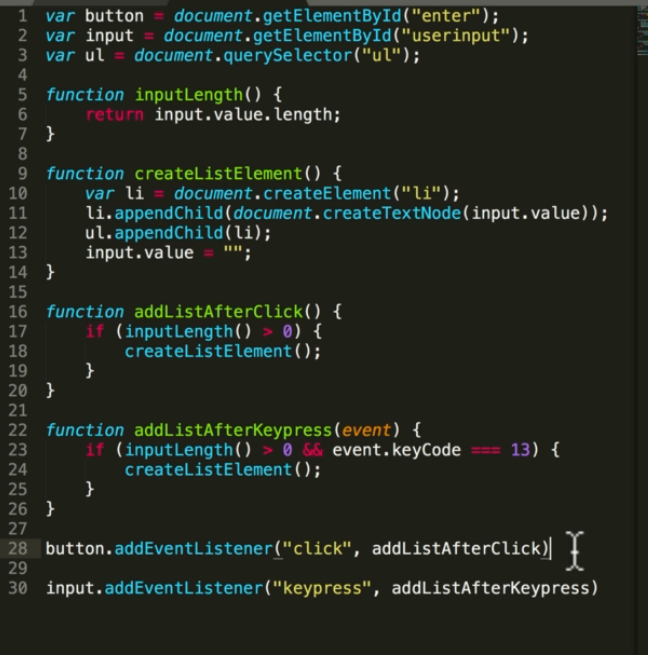 1 var button = document.getElementById("enter");
2 var input = document.getElementById("userinput");
3 var ul = document.querySelector("ul");
4
5 function inputLength() {
6     return input.value.length;
7 }
8
9 function createListElement() {
10     var li = document.createElement("li");
11     li.appendChild(document.createTextNode(input.value));
12     ul.appendChild(li);
13     input.value = "";
14 }
15
16 function addListAfterClick() {
17     if (inputLength() > 0) {
18         createListElement();
19     }
20 }
21
22 function addListAfterKeypress(event) {
23     if (inputLength() > 0 && event.keyCode === 13) {
24         createListElement();
25     }
26 }
27
28 button.addEventListener("click", addListAfterClick)
29
30 input.addEventListener("keypress", addListAfterKeypress)